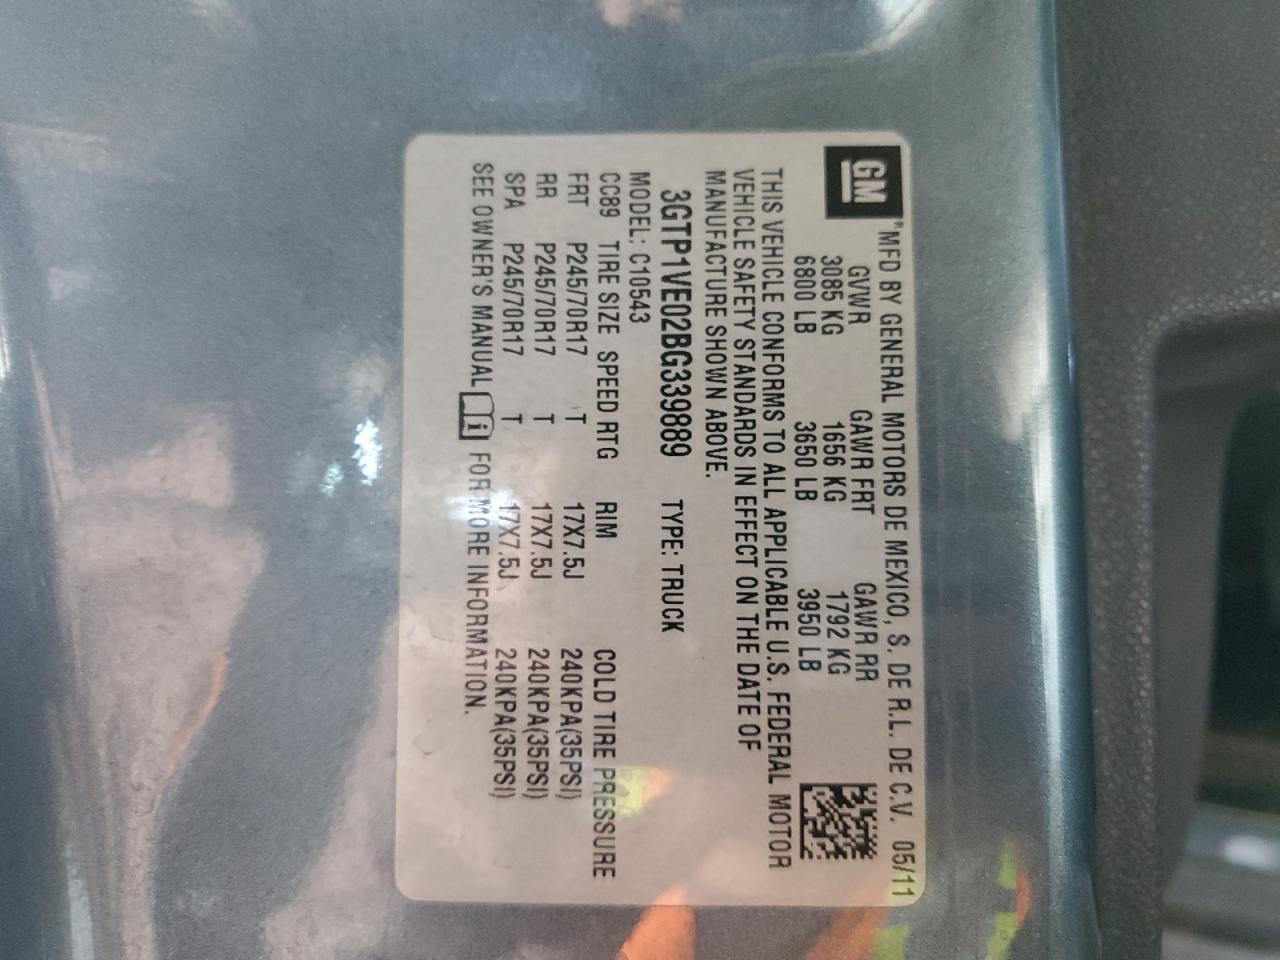 GM
MFD BY GENERAL MOTORS DE MEXICO, S. DE R.L. DE C.V. 05/11
GVWR GAWR FRT GAWR RR
3085 KG 1656 KG 1792 KG
6800 LB 3650 LB 3950 LB
THIS VEHICLE CONFORMS TO ALL APPLICABLE U.S. FEDERAL MOTOR
VEHICLE SAFETY STANDARDS IN EFFECT ON THE DATE OF
MANUFACTURE SHOWN ABOVE.
3GTP1VE02BG339889 TYPE: TRUCK
MODEL: C10543
CC89 TIRE SIZE SPEED RTG RIM COLD TIRE PRESSURE
FRT P245/70R17 T 17X7.5J 240KPA(35PSI)
RR P245/70R17 T 17X7.5J 240KPA(35PSI)
SPA P245/70R17 T 17X7.5J 240KPA(35PSI)
SEE OWNER'S MANUAL i FOR MORE INFORMATION.